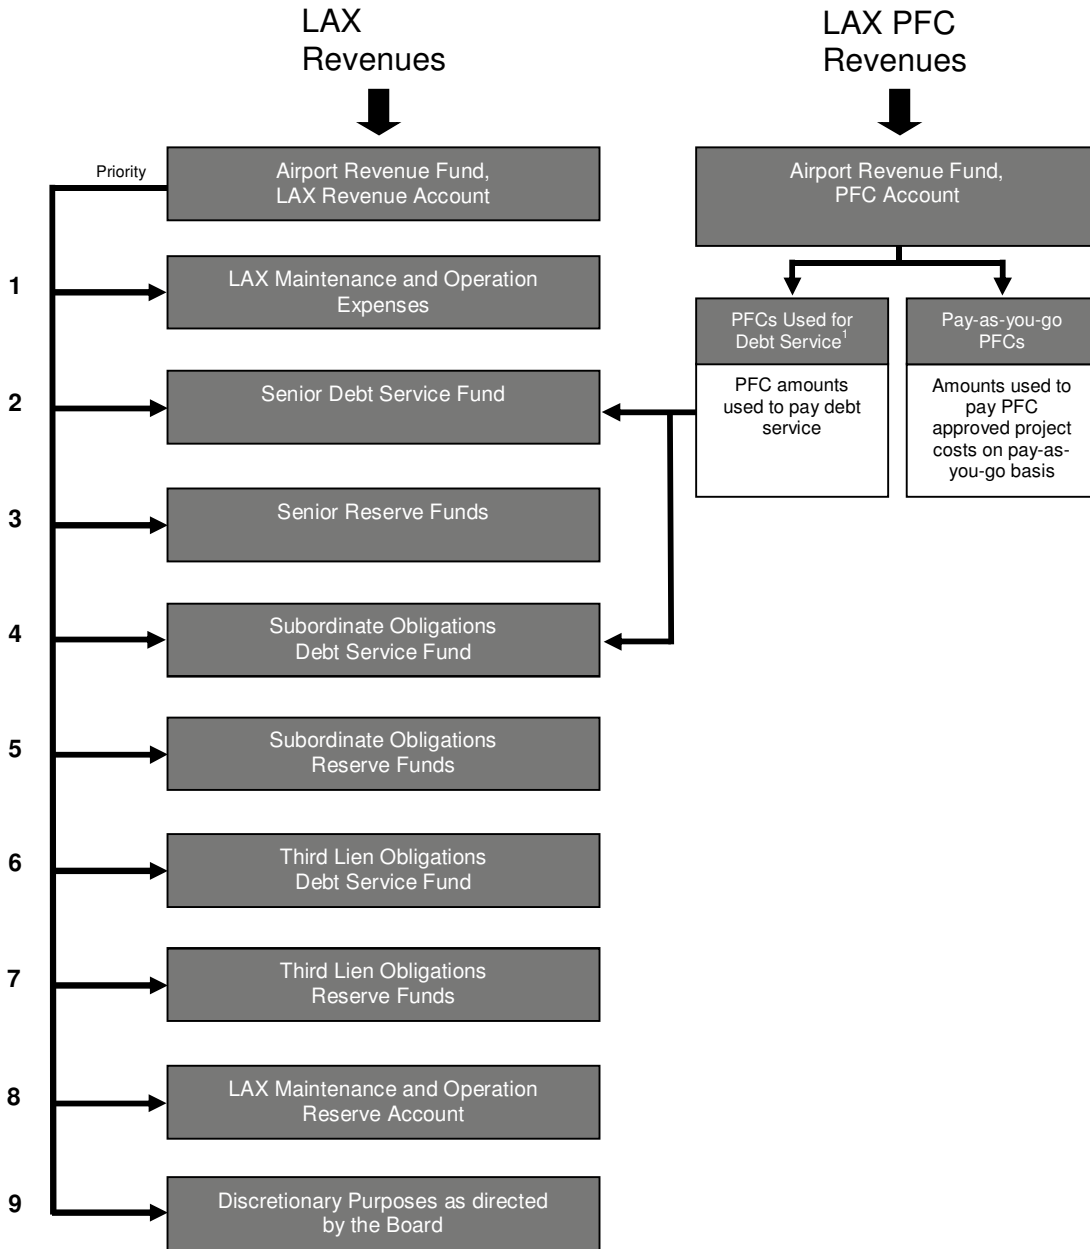 LAX
Revenues
LAX PFC
Revenues
Priority
Airport Revenue Fund,
LAX Revenue Account
Airport Revenue Fund,
PFC Account
1
LAX Maintenance and Operation
Expenses
PFCs Used for
Debt Service1
Pay-as-you-go
PFCs
PFC amounts
used to pay debt
service
Amounts used to
pay PFC
approved project
costs on pay-as-
you-go basis
2
Senior Debt Service Fund
3
Senior Reserve Funds
4
Subordinate Obligations
Debt Service Fund
5
Subordinate Obligations
Reserve Funds
6
Third Lien Obligations
Debt Service Fund
7
Third Lien Obligations
Reserve Funds
8
LAX Maintenance and Operation
Reserve Account
9
Discretionary Purposes as directed
by the Board